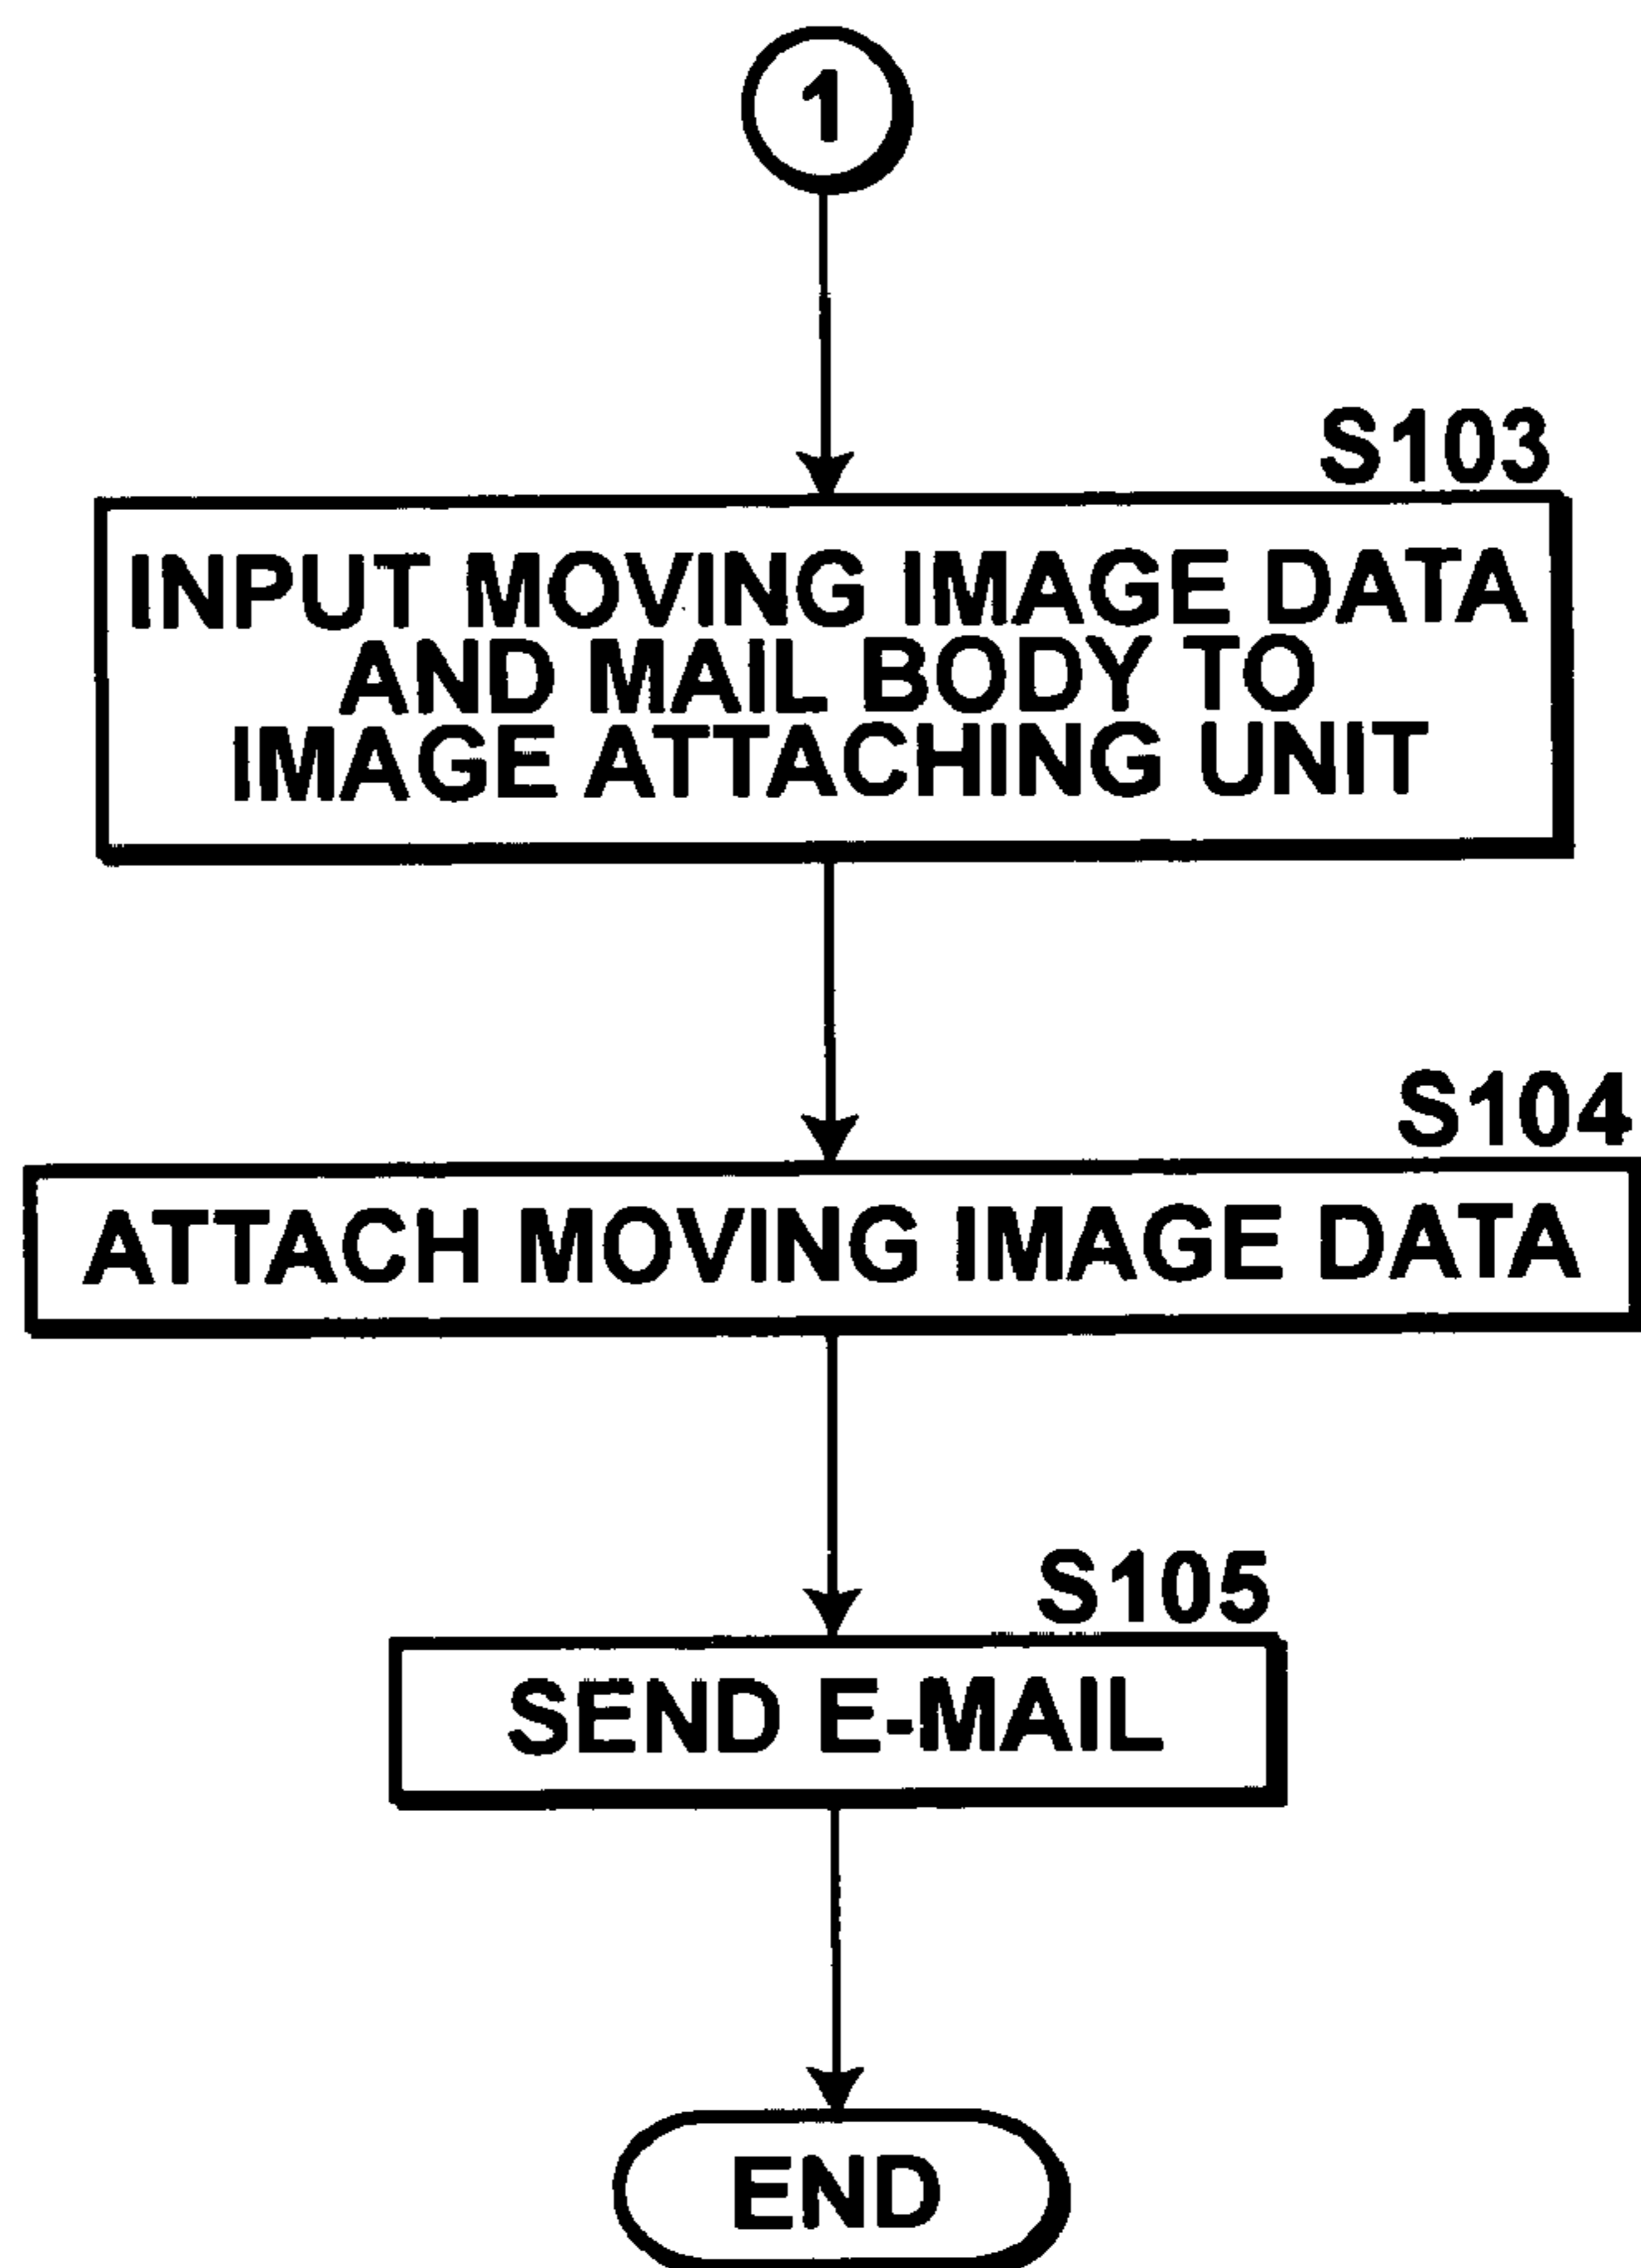 1
S103
INPUT MOVING IMAGE DATA
AND MAIL BODY TO
IMAGE ATTACHING UNIT
S104
ATTACH MOVING IMAGE DATA
S105
SEND E-MAIL
END